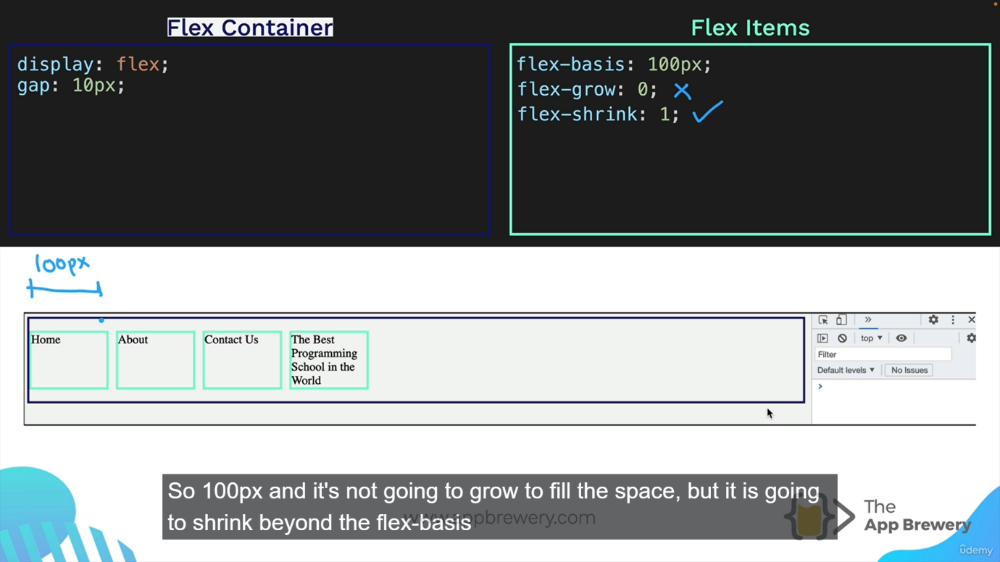 Flex Container
Flex Items
display: flex;
gap: 10px;
flex-basis: 100px;
flex-grow: 0;
flex-shrink: 1;
100px
Home
About
Contact Us
The Best
Programming
School in the
World
top
Filter
Default levels
No Issues
So 100px and it's not going to grow to fill the space, but it is going
to shrink beyond the flex-basis
www.appbrewery.com
The
App Brewery
ûdemy